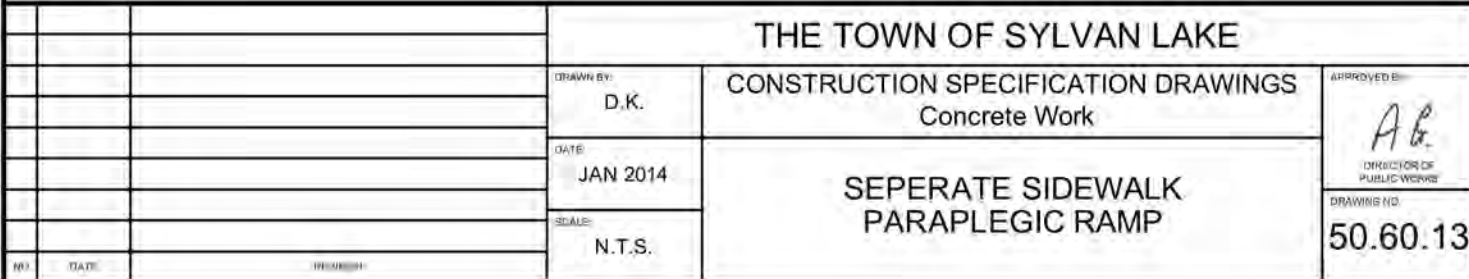 THE TOWN OF SYLVAN LAKE
DRAWN BY:
D.K.
CONSTRUCTION SPECIFICATION DRAWINGS
Concrete Work
APPROVED BY:
A G.
DIRECTOR OF
PUBLIC WORKS
DATE:
JAN 2014
SEPERATE SIDEWALK
PARAPLEGIC RAMP
SCALE:
N.T.S.
DRAWING NO.
50.60.13
NO. DATE: